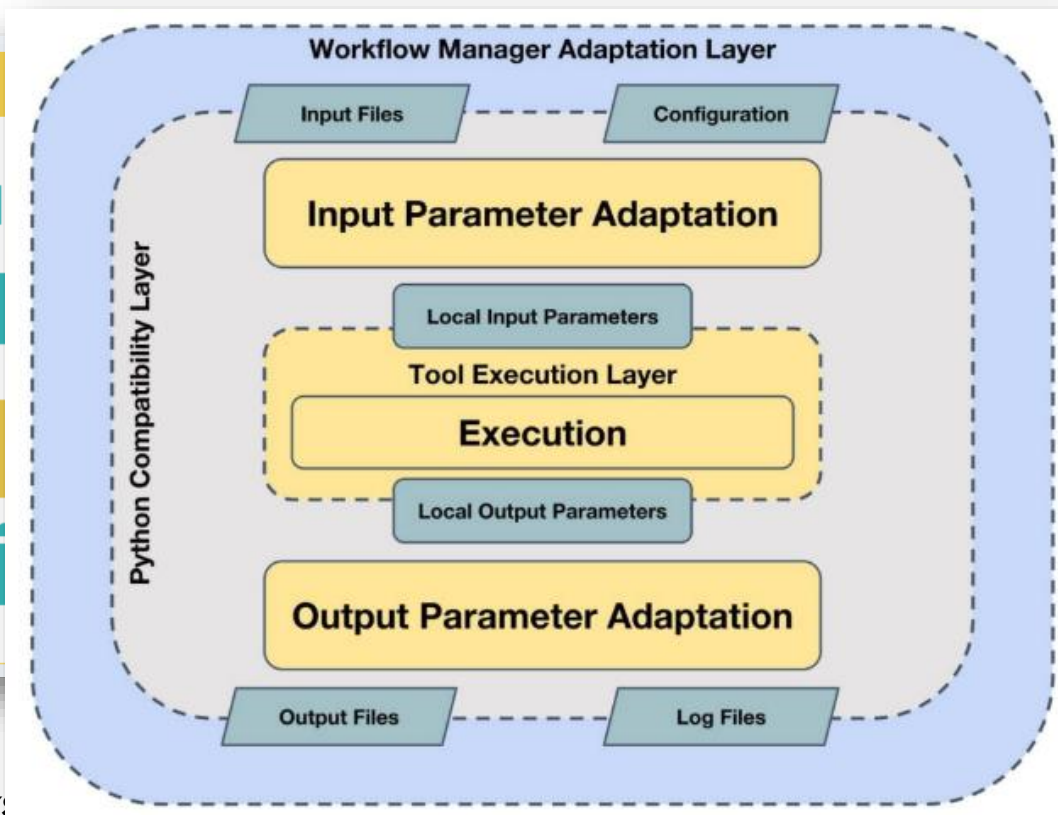 Workflow Manager Adaptation Layer
Input Files
Configuration
Input Parameter Adaptation
Python Compatibility Layer
Local Input Parameters
Tool Execution Layer
Execution
Local Output Parameters
Output Parameter Adaptation
Output Files
Log Files